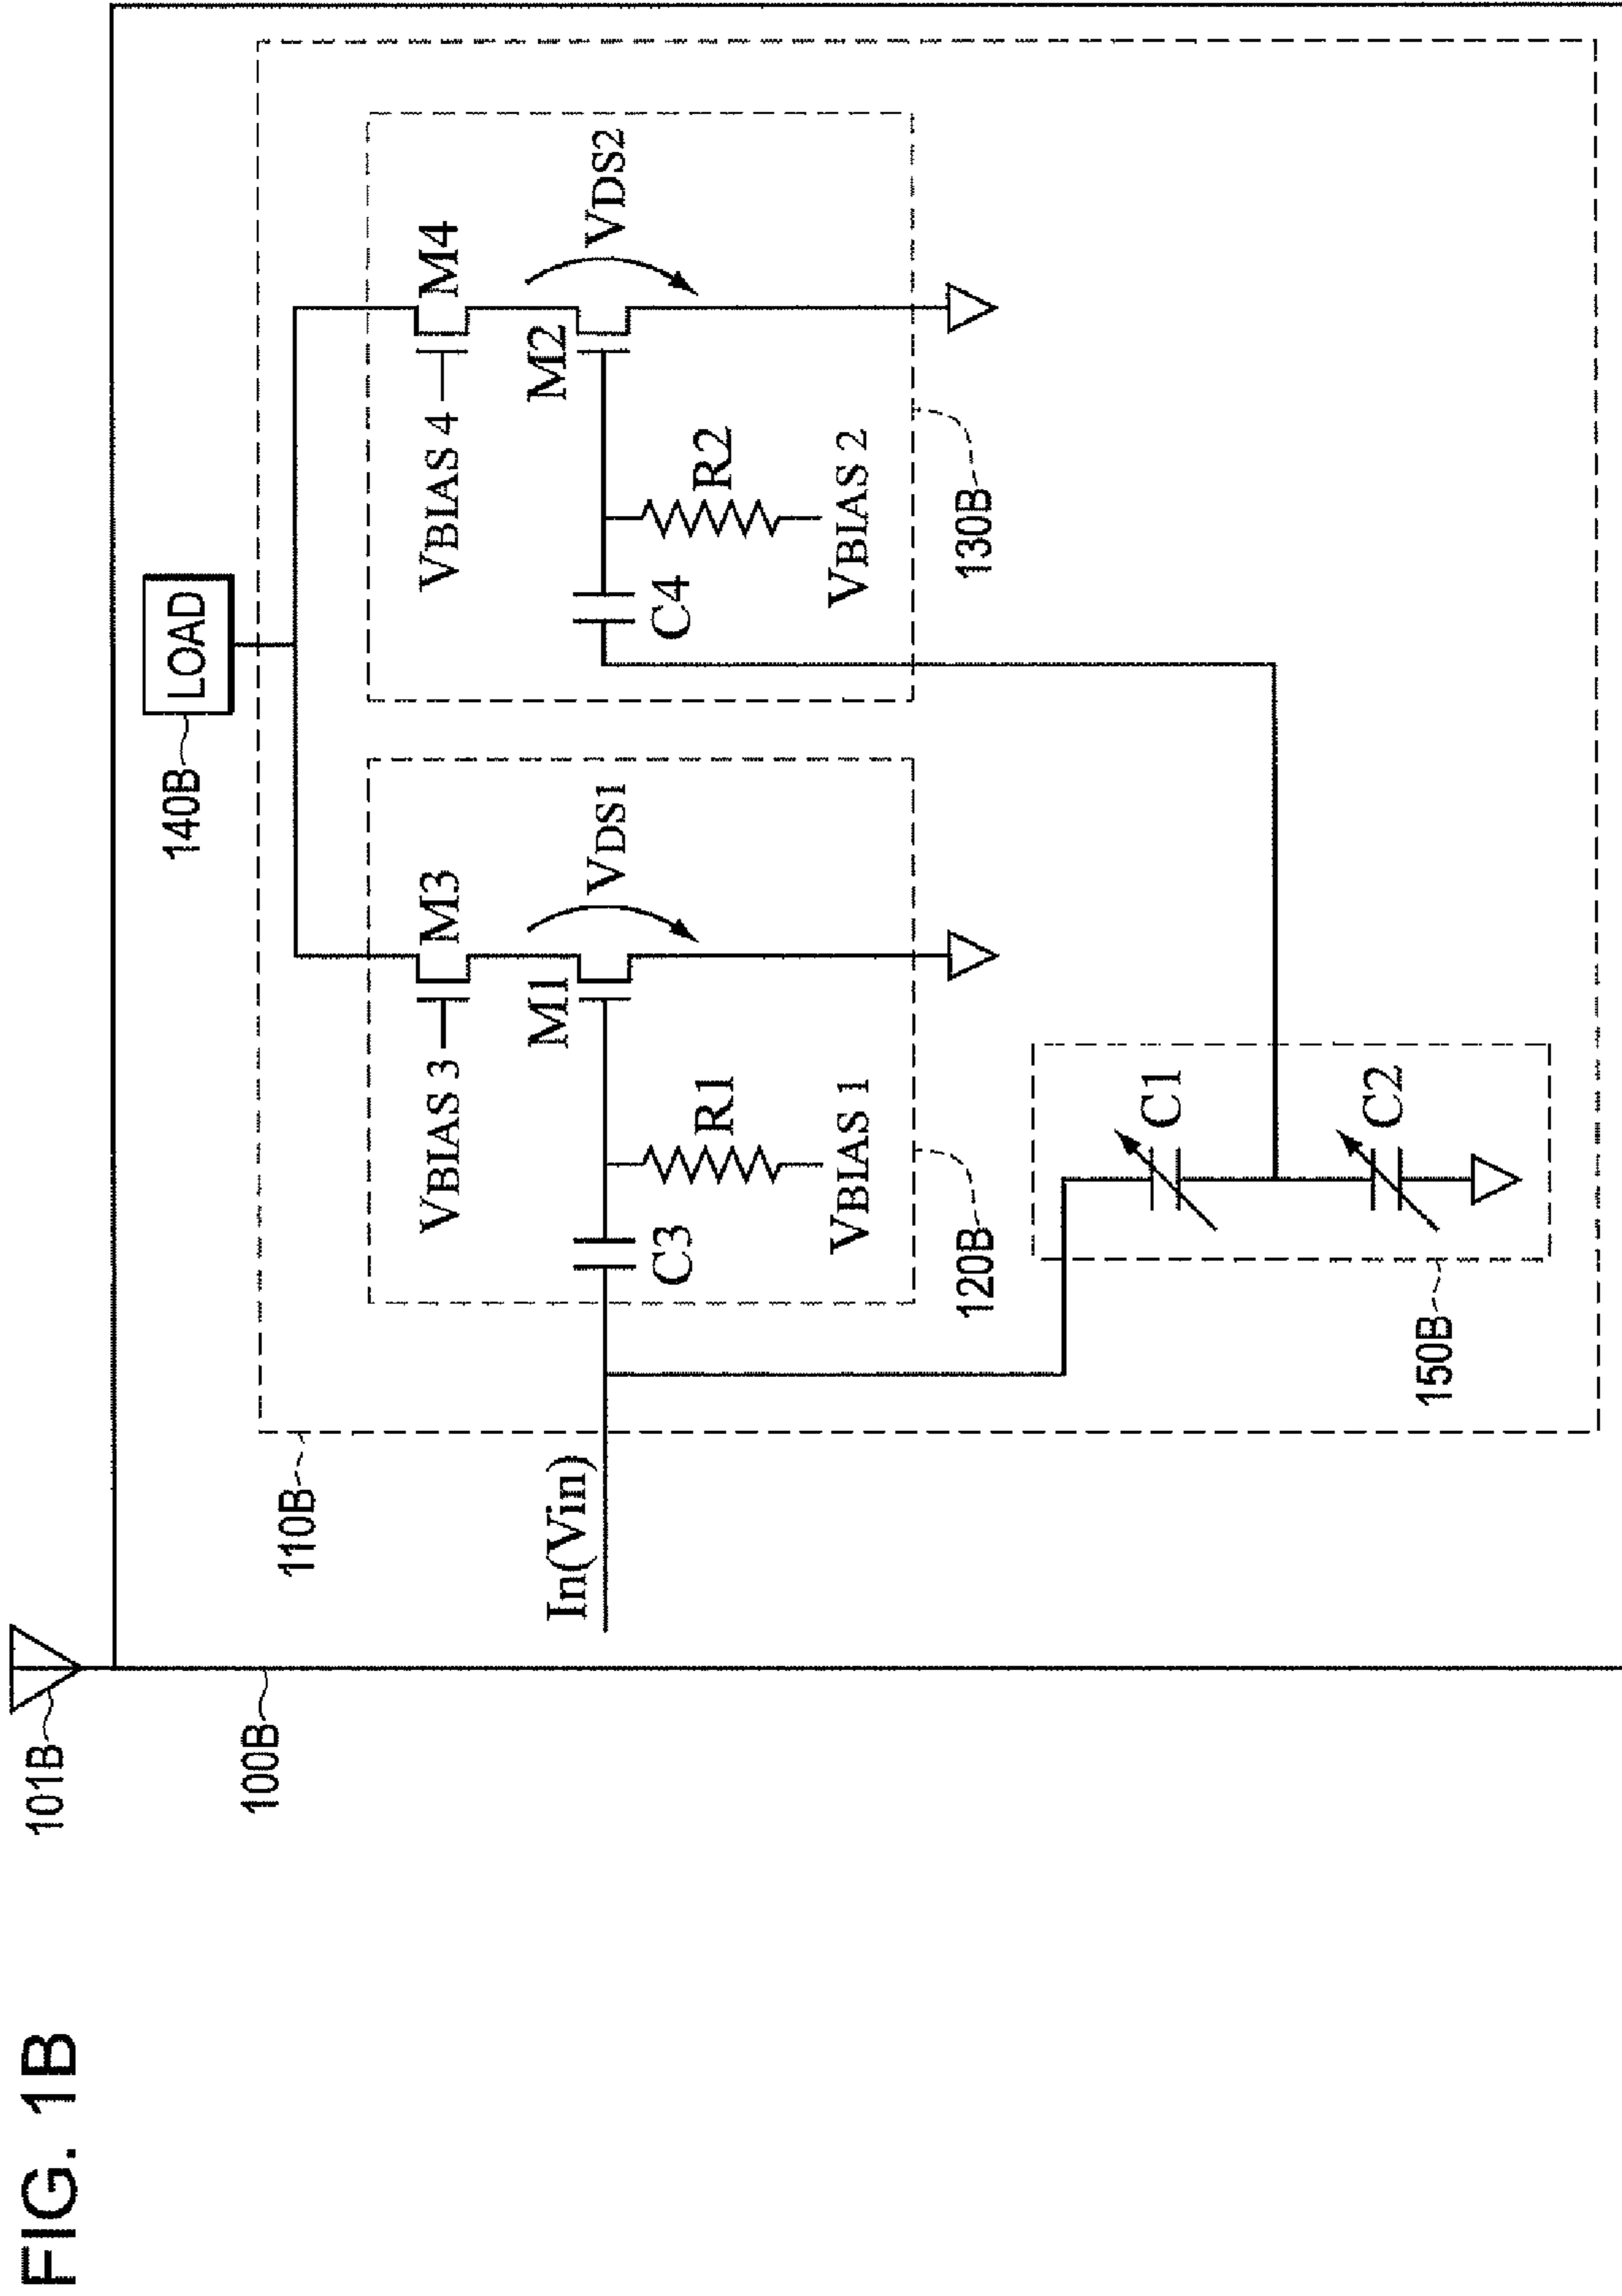 FIG. 1B
101B
100B
110B
In(Vin)
140B
LOAD
VBIAS 3
M3
M1
VDS1
C3
R1
VBIAS 1
120B
VBIAS 4
M4
M2
VDS2
C4
R2
VBIAS 2
130B
150B
C1
C2